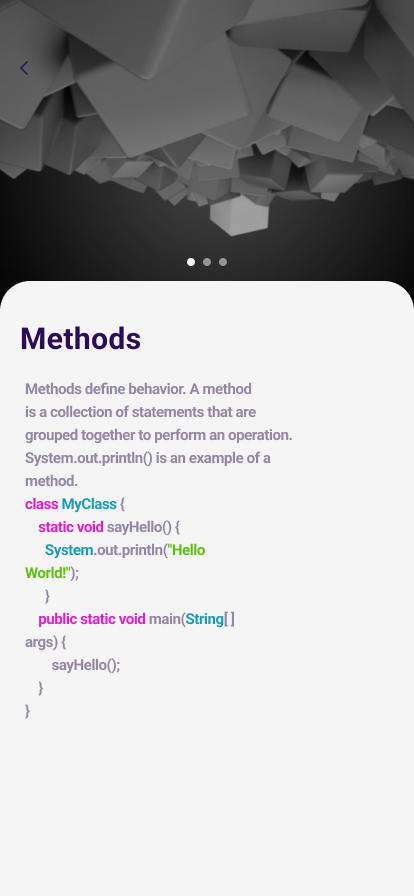 Methods
Methods define behavior. A method
is a collection of statements that are
grouped together to perform an operation.
System.out.println() is an example of a
method.
class MyClass {
static void sayHello() {
System.out.println("Hello
World!");
}
public static void main(String[ ]
args) {
sayHello();
}
}